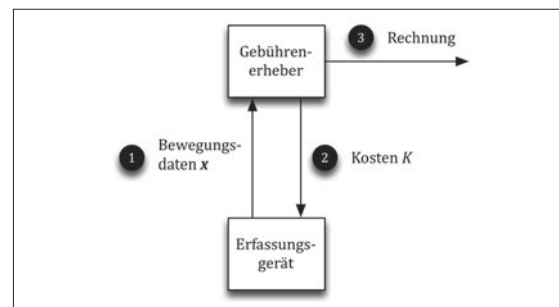 Gebühren-
erheber
3 Rechnung
1 Bewegungs-
daten x
2 Kosten K
Erfassungs-
gerät